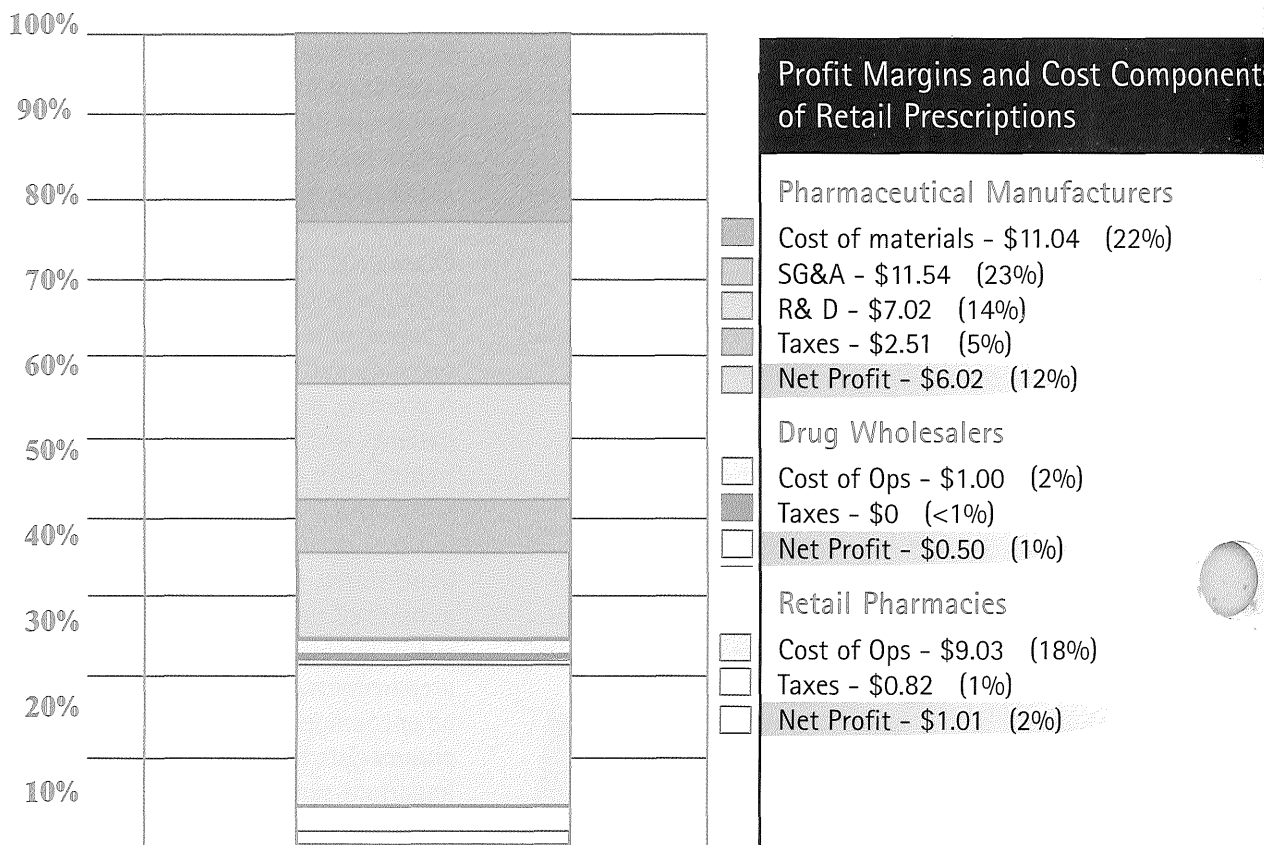 100%
90%
80%
70%
60%
50%
40%
30%
20%
10%
Profit Margins and Cost Components
of Retail Prescriptions
Pharmaceutical Manufacturers
Cost of materials - $11.04 (22%)
SG&A - $11.54 (23%)
R& D - $7.02 (14%)
Taxes - $2.51 (5%)
Net Profit - $6.02 (12%)
Drug Wholesalers
Cost of Ops - $1.00 (2%)
Taxes - $0 (<1%)
Net Profit - $0.50 (1%)
Retail Pharmacies
Cost of Ops - $9.03 (18%)
Taxes - $0.82 (1%)
Net Profit - $1.01 (2%)